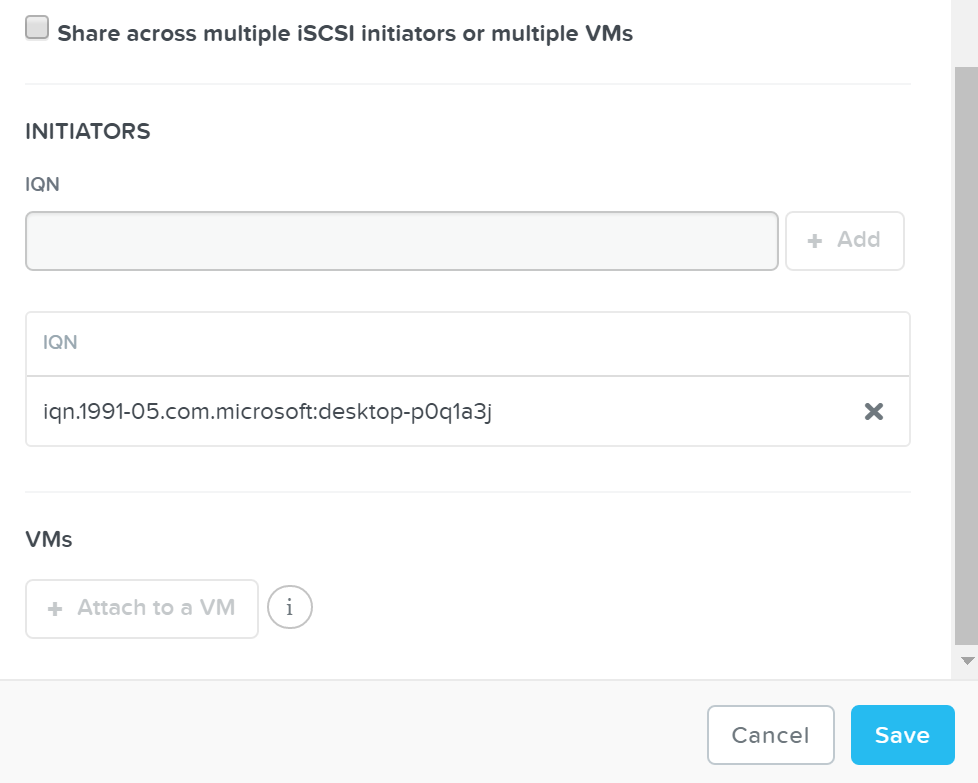 Share across multiple iSCSI initiators or multiple VMs
INITIATORS
IQN
+ Add
IQN
iqn.1991-05.com.microsoft:desktop-p0q1a3j
VMs
+ Attach to a VM
i
Cancel
Save